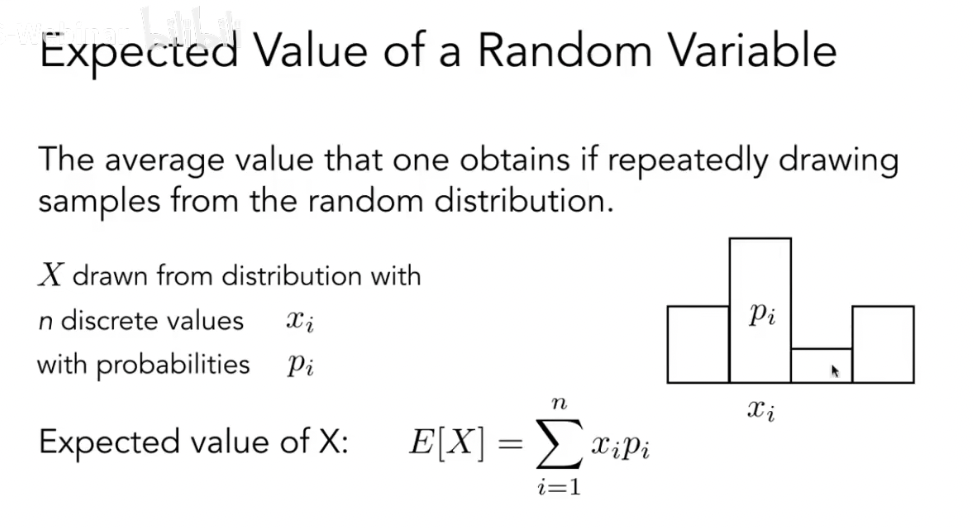 Expected Value of a Random Variable
The average value that one obtains if repeatedly drawing
samples from the random distribution.
X drawn from distribution with
n discrete values x_i
with probabilities p_i
p_i
x_i
Expected value of X: E[X] = \sum_{i=1}^{n} x_i p_i